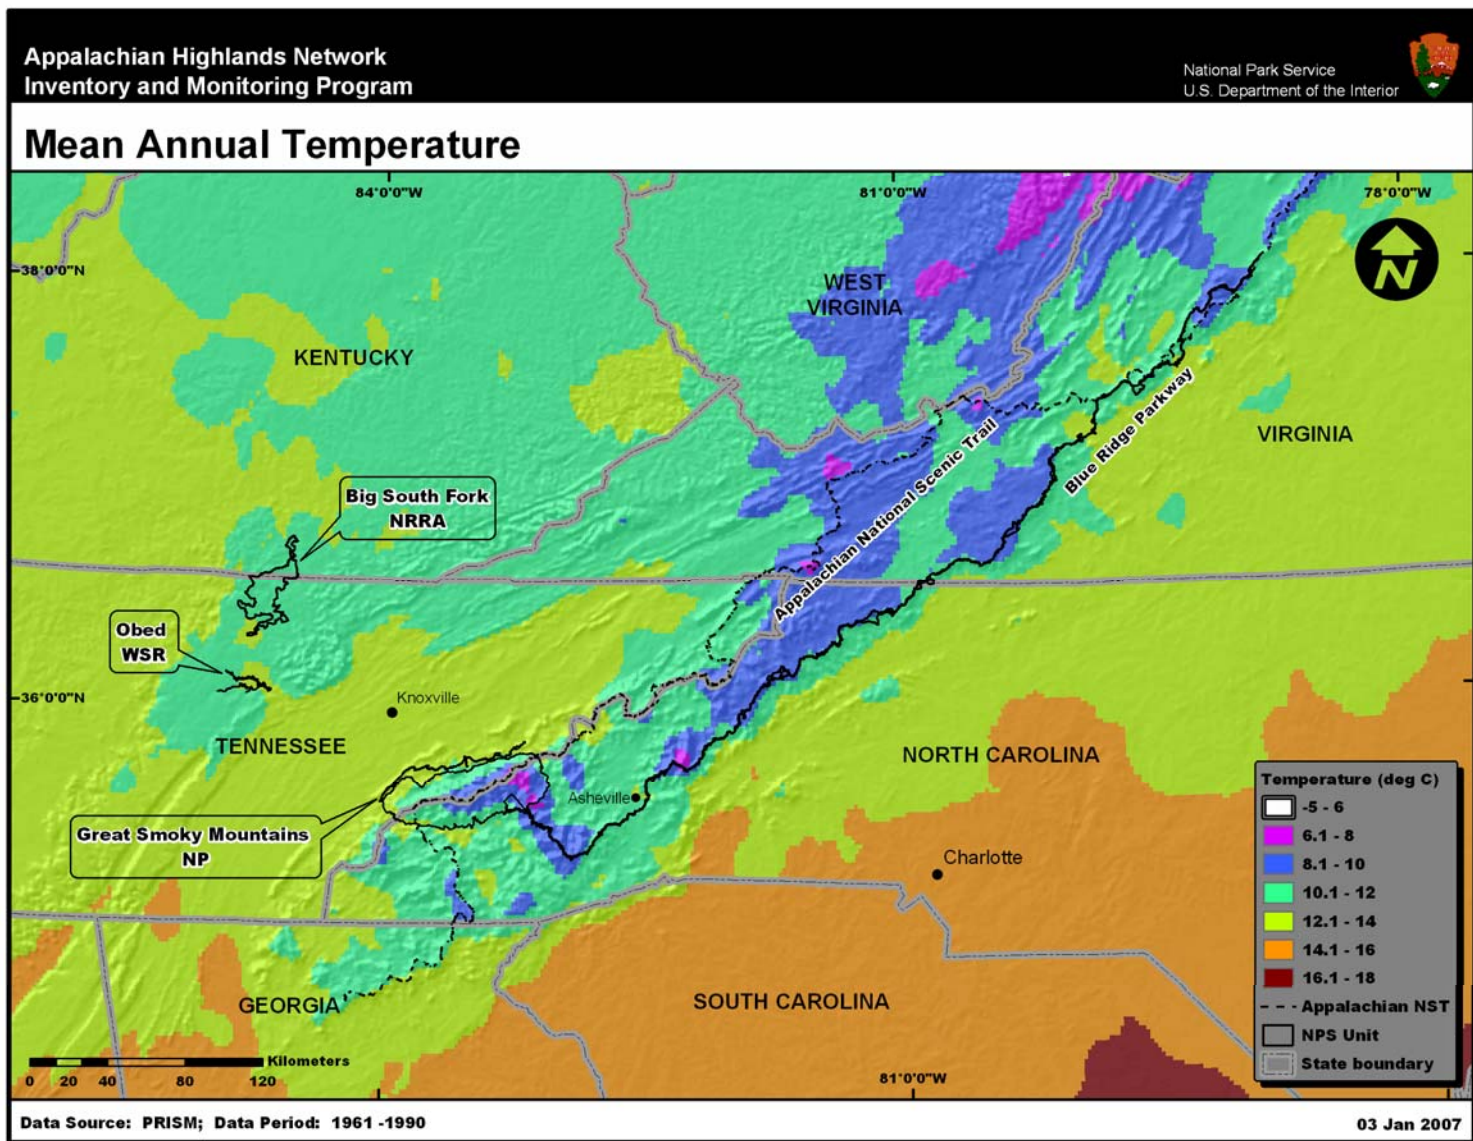 Appalachian Highlands Network
Inventory and Monitoring Program
National Park Service
U.S. Department of the Interior
Mean Annual Temperature
84°0'0"W
81°0'0"W
78°0'0"W
38°0'0"N
N
WEST
VIRGINIA
KENTUCKY
VIRGINIA
Blue Ridge Parkway
Appalachian National Scenic Trail
Big South Fork
NRRA
Obed
WSR
36°0'0"N
Knoxville
TENNESSEE
NORTH CAROLINA
Asheville
Great Smoky Mountains
NP
Charlotte
GEORGIA
SOUTH CAROLINA
Temperature (deg C)
-5 - 6
6.1 - 8
8.1 - 10
10.1 - 12
12.1 - 14
14.1 - 16
16.1 - 18
Appalachian NST
NPS Unit
State boundary
Kilometers
0 20 40 80 120
81°0'0"W
Data Source: PRISM; Data Period: 1961 -1990
03 Jan 2007